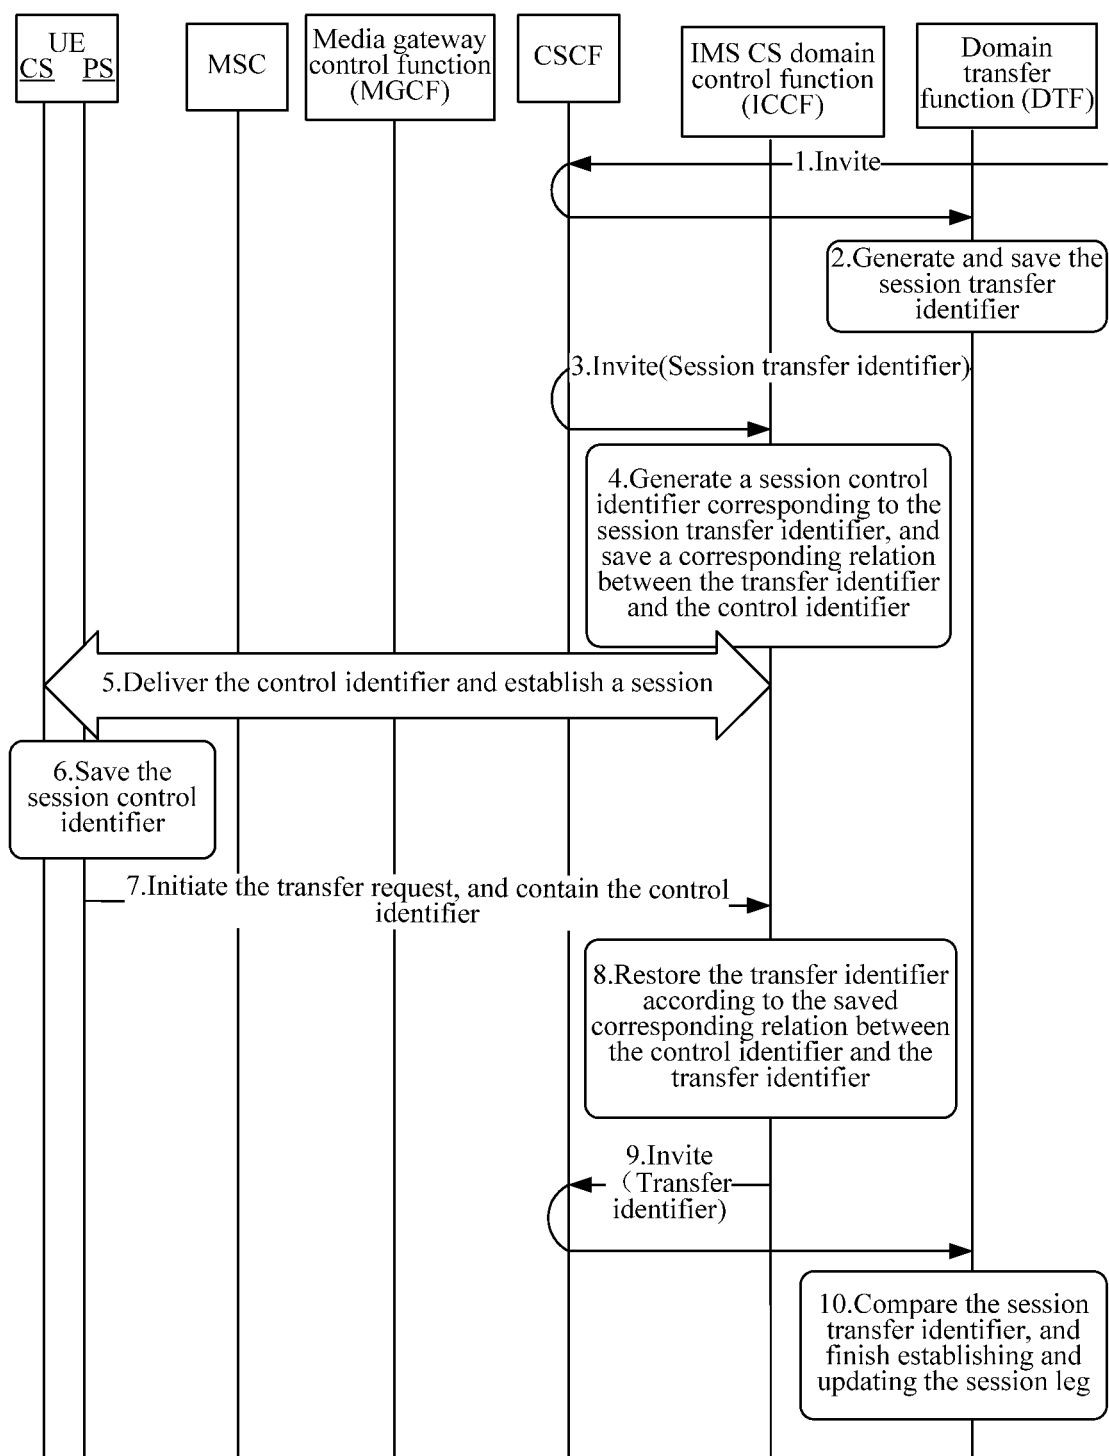 UE
CS PS
MSC
Media gateway
control function
(MGCF)
CSCF
IMS CS domain
control function
(ICCF)
Domain
transfer
function (DTF)
1.Invite
2.Generate and save the
session transfer
identifier
3.Invite(Session transfer identifier)
4.Generate a session control
identifier corresponding to the
session transfer identifier, and
save a corresponding relation
between the transfer identifier
and the control identifier
5.Deliver the control identifier and establish a session
6.Save the
session control
identifier
7.Initiate the transfer request, and contain the control
identifier
8.Restore the transfer identifier
according to the saved
corresponding relation between
the control identifier and the
transfer identifier
9.Invite
（Transfer
identifier)
10.Compare the session
transfer identifier, and
finish establishing and
updating the session leg